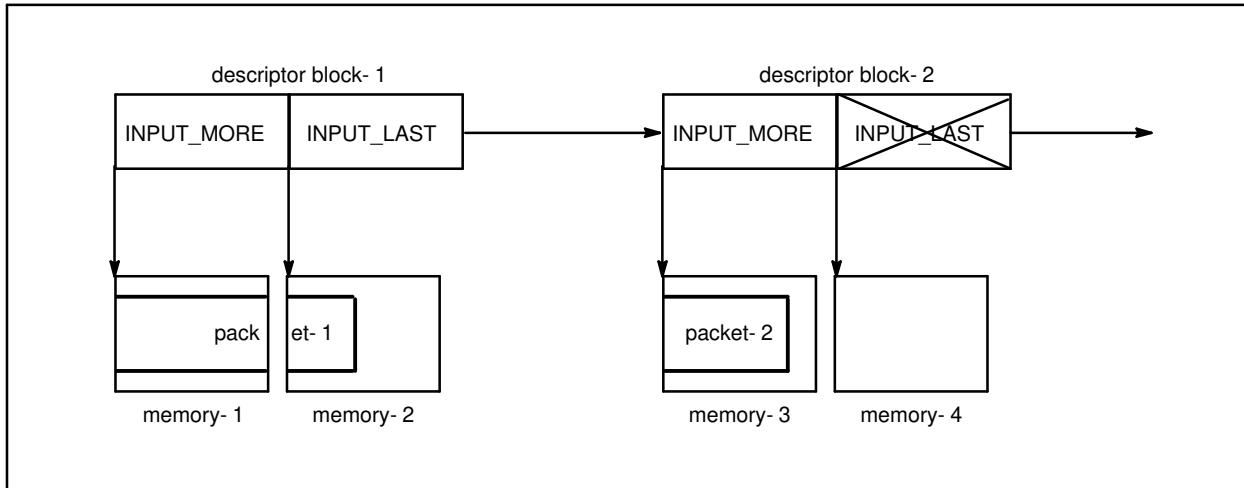 descriptor block- 1
descriptor block- 2
INPUT_MORE
INPUT_LAST
INPUT_MORE
INPUT_LAST
pack
et- 1
packet- 2
memory- 1
memory- 2
memory- 3
memory- 4